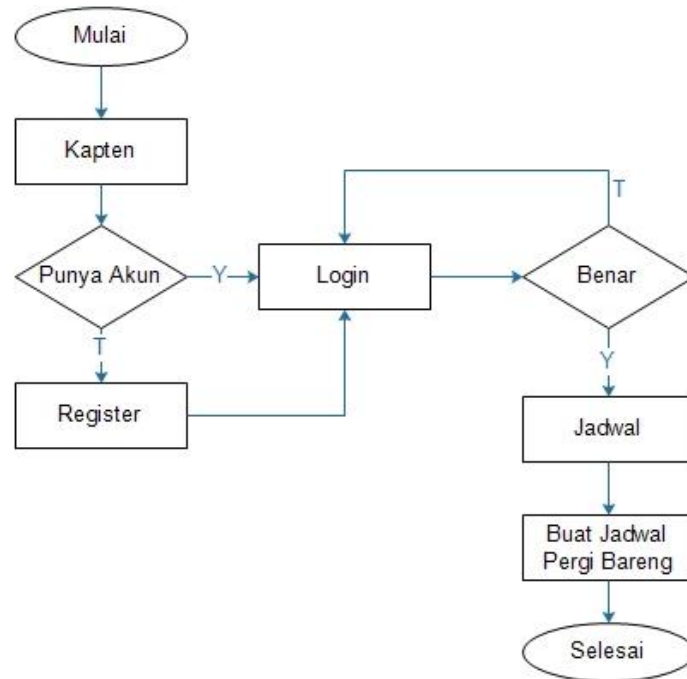 Mulai
Kapten
Punya Akun
Y
T
Register
Login
Benar
T
Y
Jadwal
Buat Jadwal
Pergi Bareng
Selesai